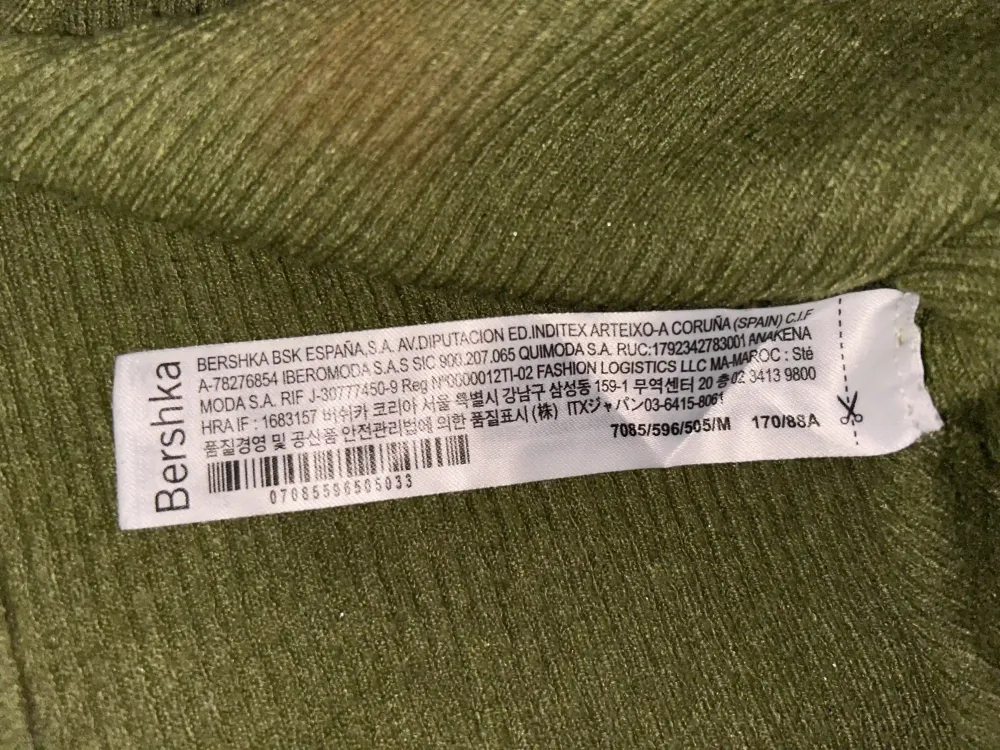 Bershka
BERSHKA BSK ESPAÑA,S.A. AV.DIPUTACION ED.INDITEX ARTEIXO-A CORUÑA (SPAIN) C.I.F
A-78276854 IBEROMODA S.A.S SIC 900.207.065 QUIMODA S.A. RUC:1792342783001 ANAKENA
MODA S.A. RIF J-30777450-9 Reg Nº0000012TI-02 FASHION LOGISTICS LLC MA-MAROC : Sté
HRA IF : 1683157 버쉬카 코리아 서울 특별시 강남구 삼성동 159-1 무역센터 20 층02 3413 9800
품질경영 및 공산품 안전관리법에 의한 품질표시 (株) ITXジャパン03-6415-8061
7085/596/505/M 170/88A
07085596505033